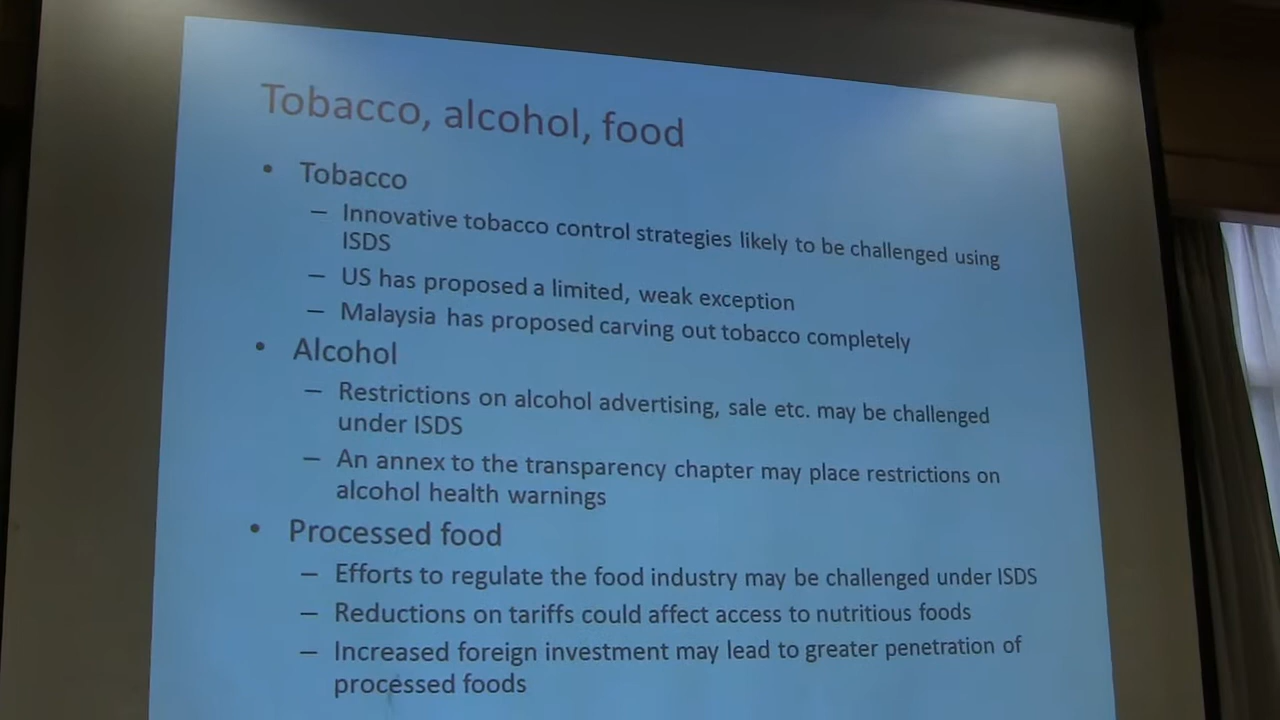 Tobacco, alcohol, food
• Tobacco
– Innovative tobacco control strategies likely to be challenged using
ISDS
– US has proposed a limited, weak exception
– Malaysia has proposed carving out tobacco completely
• Alcohol
– Restrictions on alcohol advertising, sale etc. may be challenged
under ISDS
– An annex to the transparency chapter may place restrictions on
alcohol health warnings
• Processed food
– Efforts to regulate the food industry may be challenged under ISDS
– Reductions on tariffs could affect access to nutritious foods
– Increased foreign investment may lead to greater penetration of
processed foods